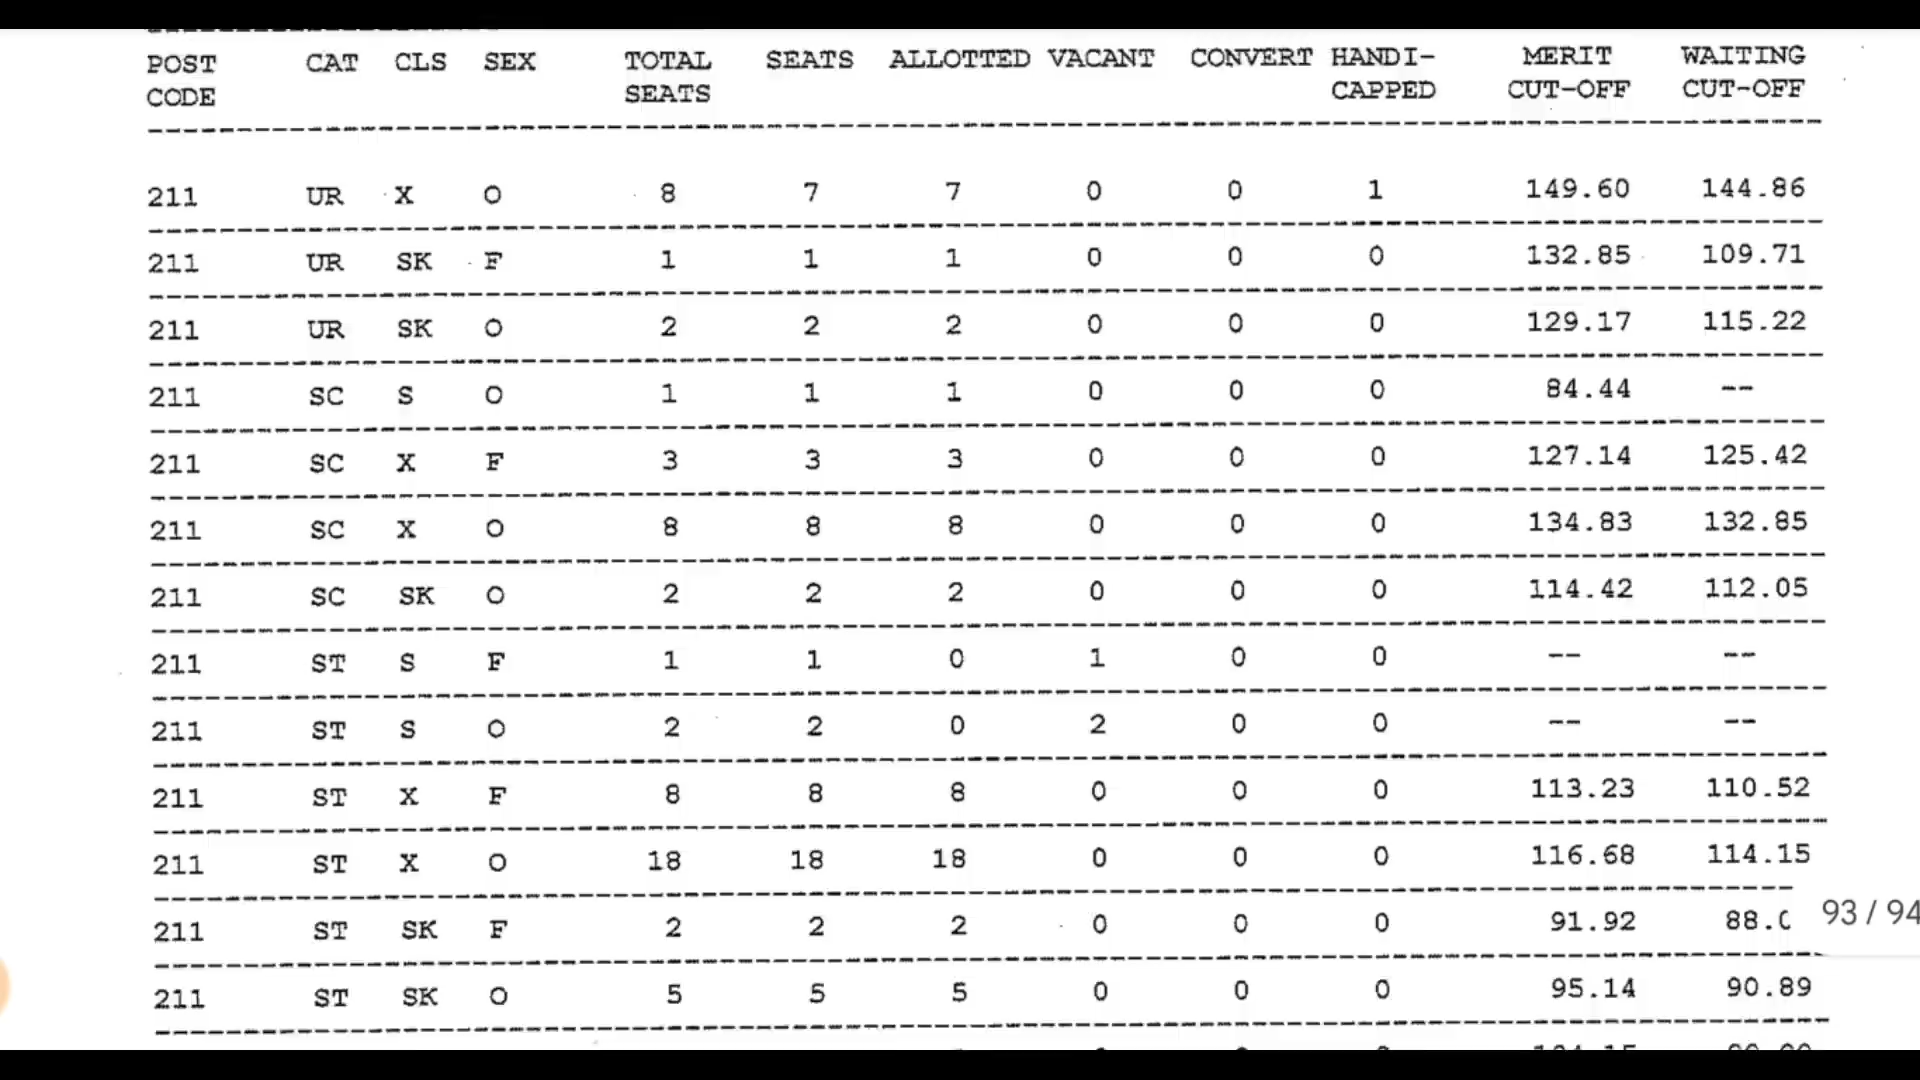 POST CAT CLS SEX TOTAL SEATS ALLOTTED VACANT CONVERT HANDI- MERIT WAITING
CODE SEATS CAPPED CUT-OFF CUT-OFF
211 UR X O 8 7 7 0 0 1 149.60 144.86
211 UR SK F 1 1 1 0 0 0 132.85 109.71
211 UR SK O 2 2 2 0 0 0 129.17 115.22
211 SC S O 1 1 1 0 0 0 84.44 --
211 SC X F 3 3 3 0 0 0 127.14 125.42
211 SC X O 8 8 8 0 0 0 134.83 132.85
211 SC SK O 2 2 2 0 0 0 114.42 112.05
211 ST S F 1 1 0 1 0 0 -- --
211 ST S O 2 2 0 2 0 0 -- --
211 ST X F 8 8 8 0 0 0 113.23 110.52
211 ST X O 18 18 18 0 0 0 116.68 114.15
211 ST SK F 2 2 2 0 0 0 91.92
93 / 94
211 ST SK O 5 5 5 0 0 0 95.14 90.89